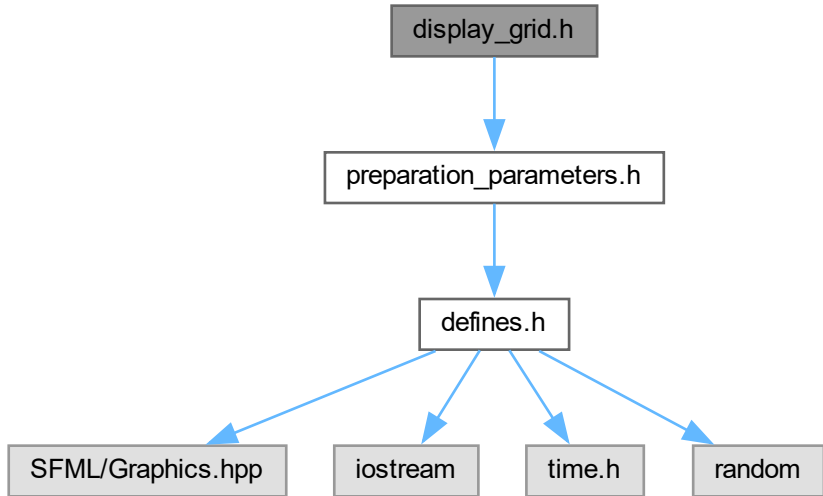 display_grid.h
preparation_parameters.h
defines.h
SFML/Graphics.hpp
iostream
time.h
random